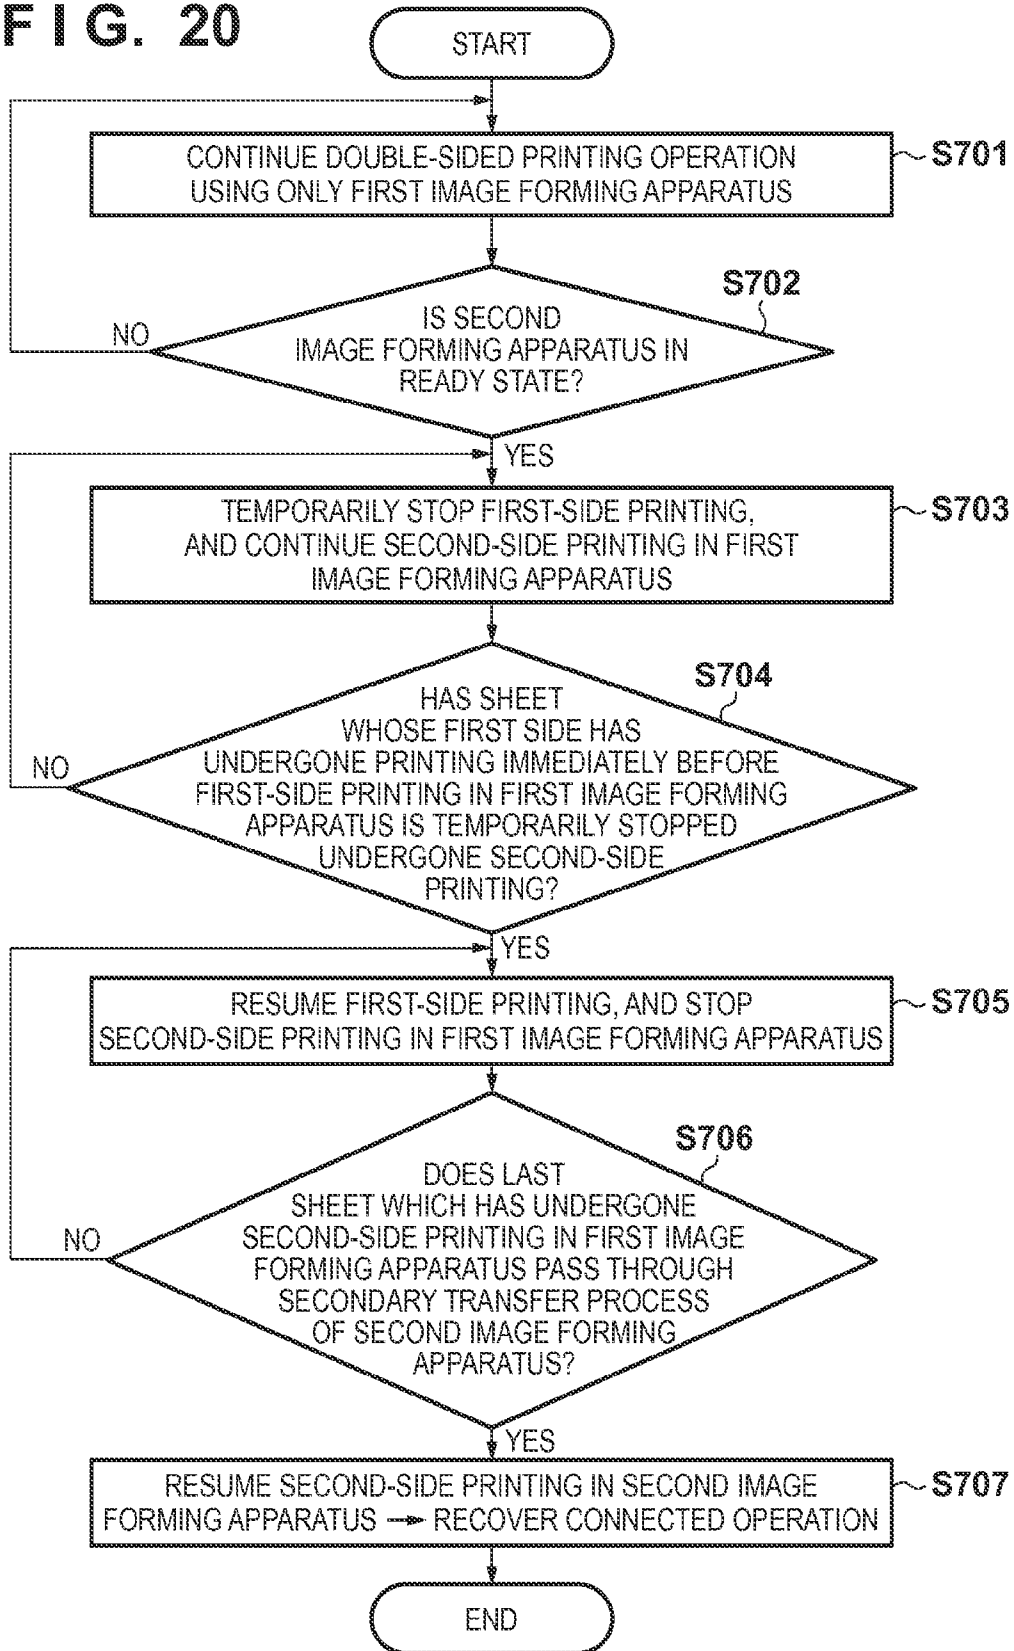 FIG. 20
START
CONTINUE DOUBLE-SIDED PRINTING OPERATION
USING ONLY FIRST IMAGE FORMING APPARATUS
S701
IS SECOND
IMAGE FORMING APPARATUS IN
READY STATE?
S702
NO
YES
TEMPORARILY STOP FIRST-SIDE PRINTING,
AND CONTINUE SECOND-SIDE PRINTING IN FIRST
IMAGE FORMING APPARATUS
S703
HAS SHEET
WHOSE FIRST SIDE HAS
UNDERGONE PRINTING IMMEDIATELY BEFORE
FIRST-SIDE PRINTING IN FIRST IMAGE FORMING
APPARATUS IS TEMPORARILY STOPPED
UNDERGONE SECOND-SIDE
PRINTING?
S704
NO
YES
RESUME FIRST-SIDE PRINTING, AND STOP
SECOND-SIDE PRINTING IN FIRST IMAGE FORMING APPARATUS
S705
DOES LAST
SHEET WHICH HAS UNDERGONE
SECOND-SIDE PRINTING IN FIRST IMAGE
FORMING APPARATUS PASS THROUGH
SECONDARY TRANSFER PROCESS
OF SECOND IMAGE FORMING
APPARATUS?
S706
NO
YES
RESUME SECOND-SIDE PRINTING IN SECOND IMAGE
FORMING APPARATUS → RECOVER CONNECTED OPERATION
S707
END